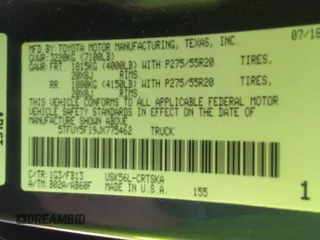 MFD. BY: TOYOTA MOTOR MANUFACTURING, TEXAS, INC. 07/18
GVWR: 3220KG (7100LB)
GAWR: FRT. 1815KG (4000LB) WITH P275/55R20 TIRES,
20X8J RIMS
RR. 1880KG (4150LB) WITH P275/55R20 TIRES,
20X8J RIMS
THIS VEHICLE CONFORMS TO ALL APPLICABLE FEDERAL MOTOR
VEHICLE SAFETY STANDARDS IN EFFECT ON THE DATE OF
MANUFACTURE SHOWN ABOVE.
5TFUY5F19JX775462 TRUCK
C/TR: 1G3/FB13 USK56L-CRTSKA
A/TM: B02A/AB60F MADE IN U.S.A. 155 1
DREAMBID